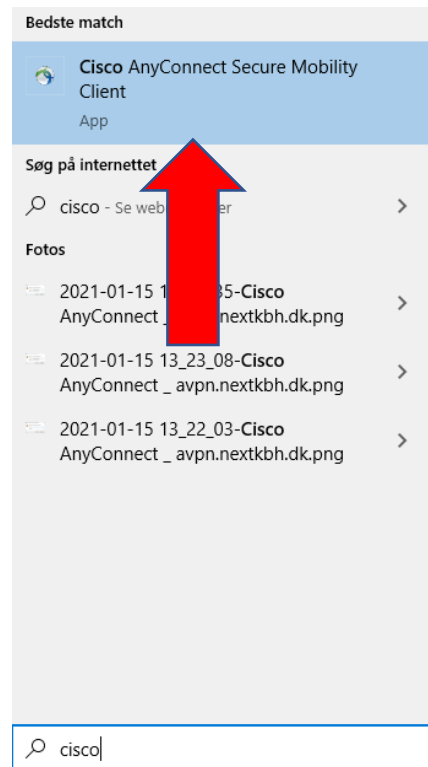 Bedste match
Cisco AnyConnect Secure Mobility
Client
App
Søg på internettet
cisco - Se web er
Fotos
2021-01-15 1 35-Cisco
AnyConnect _ nextkbh.dk.png
2021-01-15 13_23_08-Cisco
AnyConnect _ avpn.nextkbh.dk.png
2021-01-15 13_22_03-Cisco
AnyConnect _ avpn.nextkbh.dk.png
cisco